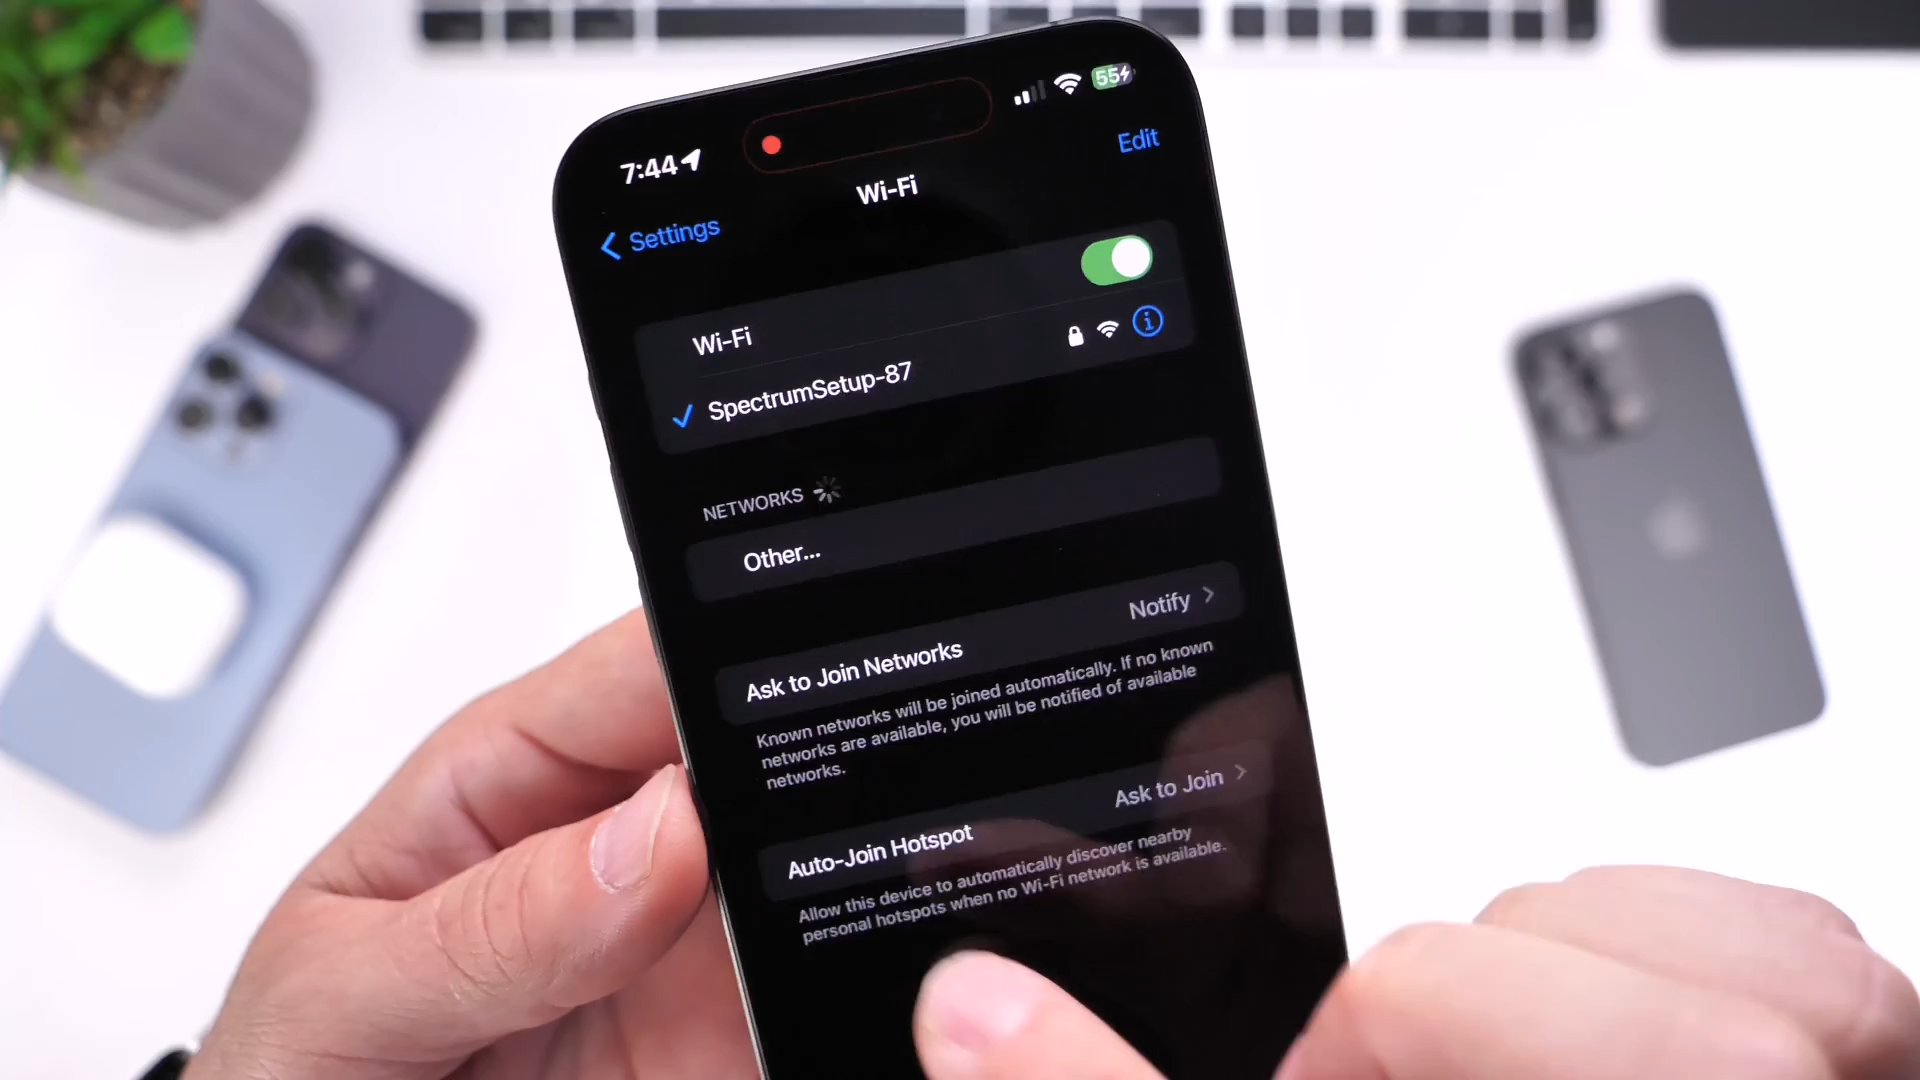 7:44
55
Edit
Wi-Fi
Settings
Wi-Fi
SpectrumSetup-87
NETWORKS
Other...
Ask to Join Networks
Notify
Known networks will be joined automatically. If no known
networks are available, you will be notified of available
networks.
Auto-Join Hotspot
Ask to Join
Allow this device to automatically discover nearby
personal hotspots when no Wi-Fi network is available.